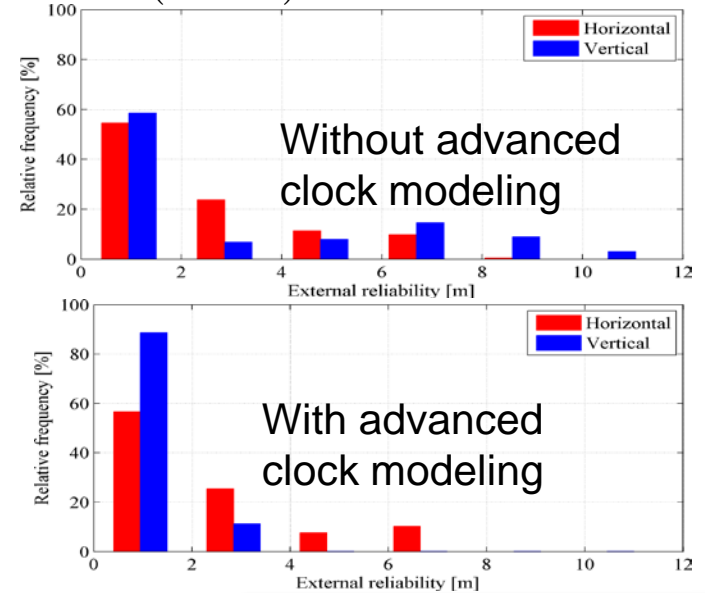 100
80
60
40
20
0
Relative frequency [%]
Horizontal
Vertical
Without advanced
clock modeling
0 2 4 6 8 10 12
External reliability [m]
100
80
60
40
20
0
Relative frequency [%]
Horizontal
Vertical
With advanced
clock modeling
0 2 4 6 8 10 12
External reliability [m]